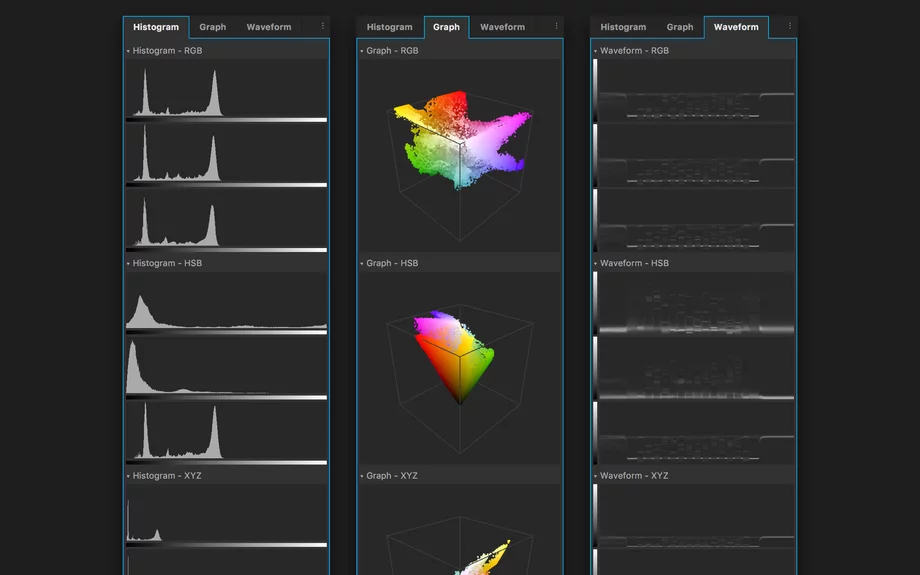 Histogram Graph Waveform
Histogram - RGB
Histogram - HSB
Histogram - XYZ
Histogram Graph Waveform
Graph - RGB
Graph - HSB
Graph - XYZ
Histogram Graph Waveform
Waveform - RGB
Waveform - HSB
Waveform - XYZ